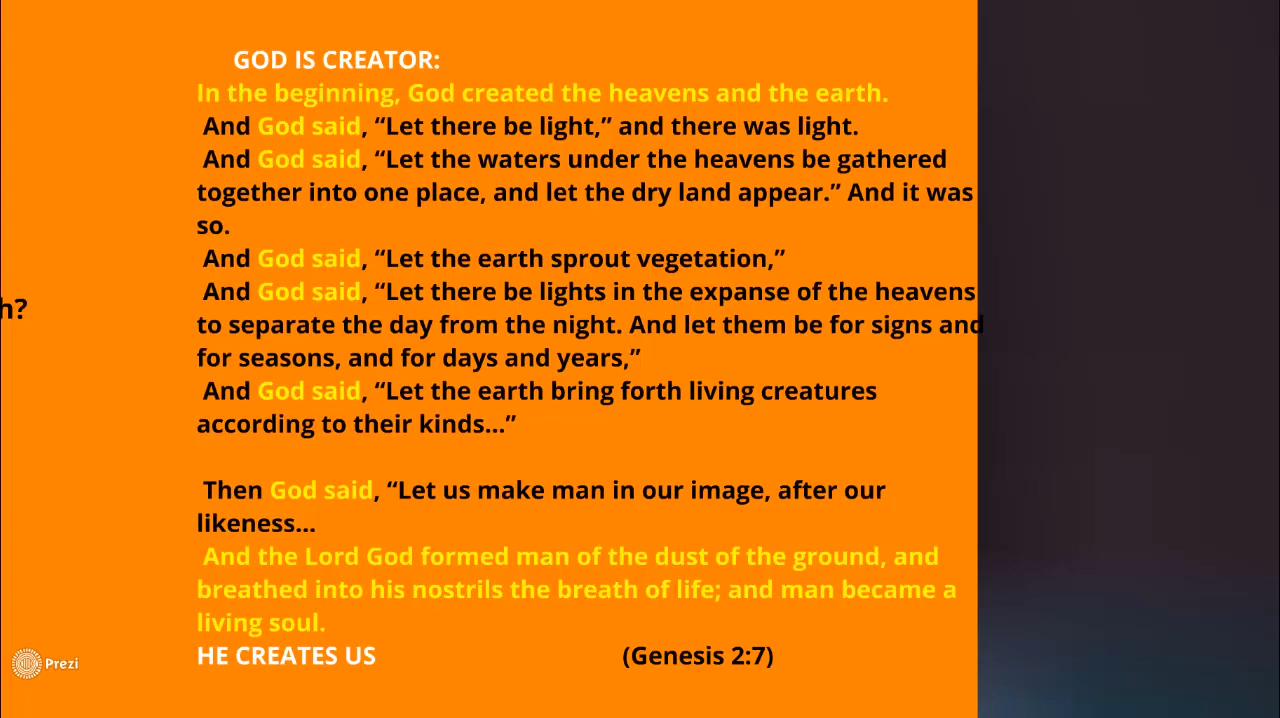 GOD IS CREATOR:
In the beginning, God created the heavens and the earth.
And God said, “Let there be light,” and there was light.
And God said, “Let the waters under the heavens be gathered
together into one place, and let the dry land appear.” And it was
so.
And God said, “Let the earth sprout vegetation,”
And God said, “Let there be lights in the expanse of the heavens
h?
to separate the day from the night. And let them be for signs and
for seasons, and for days and years,”
And God said, “Let the earth bring forth living creatures
according to their kinds...”
Then God said, “Let us make man in our image, after our
likeness...
And the Lord God formed man of the dust of the ground, and
breathed into his nostrils the breath of life; and man became a
living soul.
HE CREATES US (Genesis 2:7)
Prezi